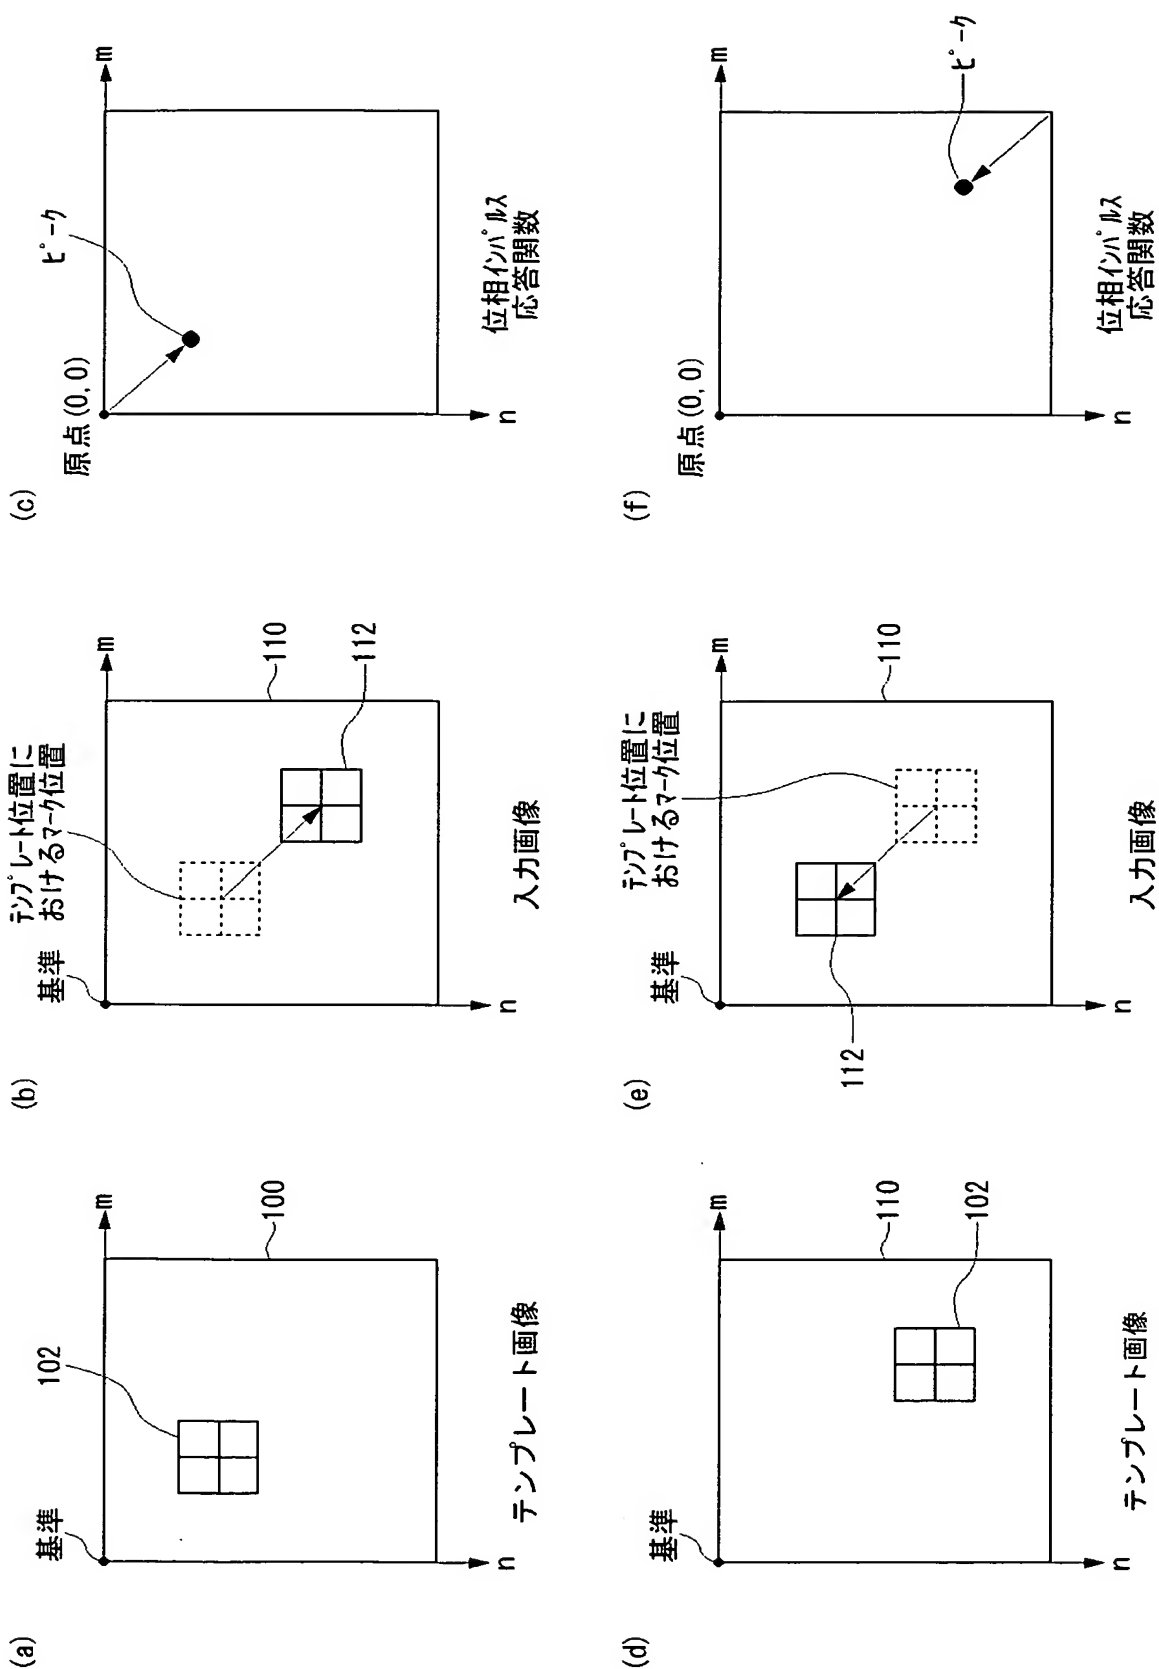 (a)
基準
102
m
100
n
テンプレート画像
(b)
基準
テンプレート位置に
おけるマーク位置
m
110
112
n
入力画像
(c)
原点(0,0)
ピーク
m
n
位相インパルス
応答関数
(d)
基準
m
110
102
n
テンプレート画像
(e)
基準
テンプレート位置に
おけるマーク位置
m
110
112
n
入力画像
(f)
原点(0,0)
m
ピーク
n
位相インパルス
応答関数